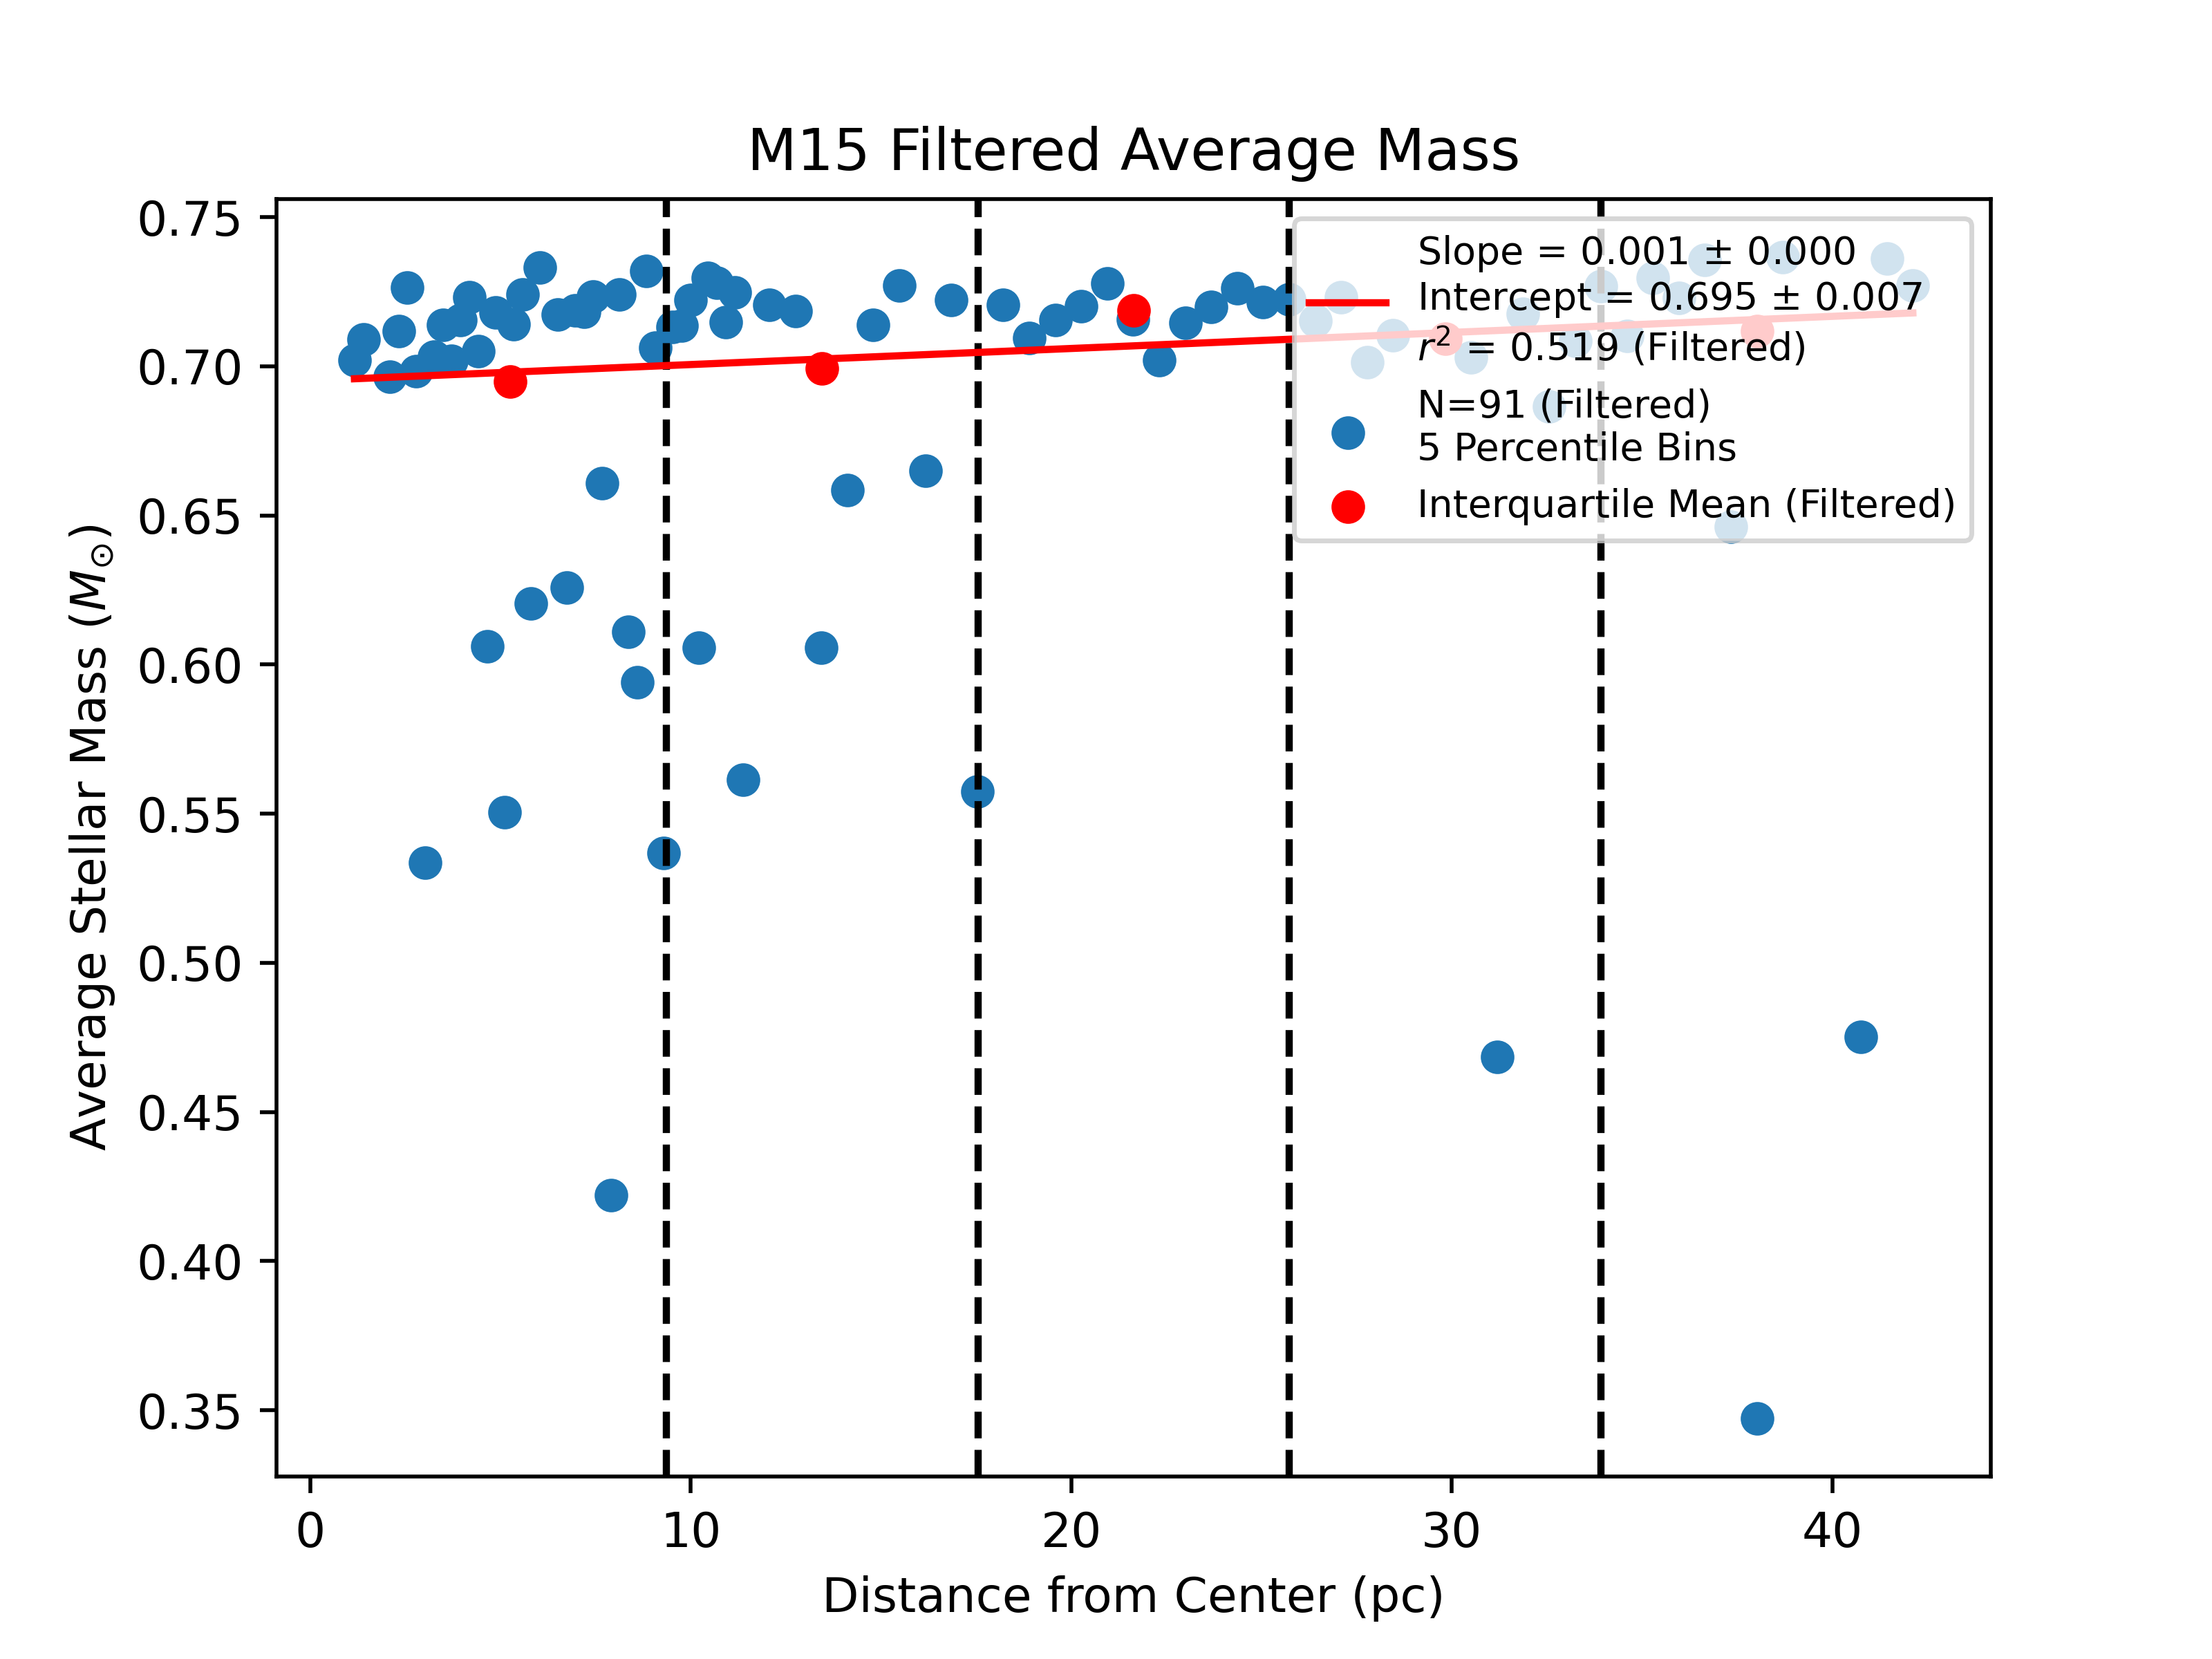 M15 Filtered Average Mass
Average Stellar Mass (M⊙)
0.75
0.70
0.65
0.60
0.55
0.50
0.45
0.40
0.35
Slope = 0.001 ± 0.000
Intercept = 0.695 ± 0.007
r² = 0.519 (Filtered)
N=91 (Filtered)
5 Percentile Bins
Interquartile Mean (Filtered)
0 10 20 30 40
Distance from Center (pc)